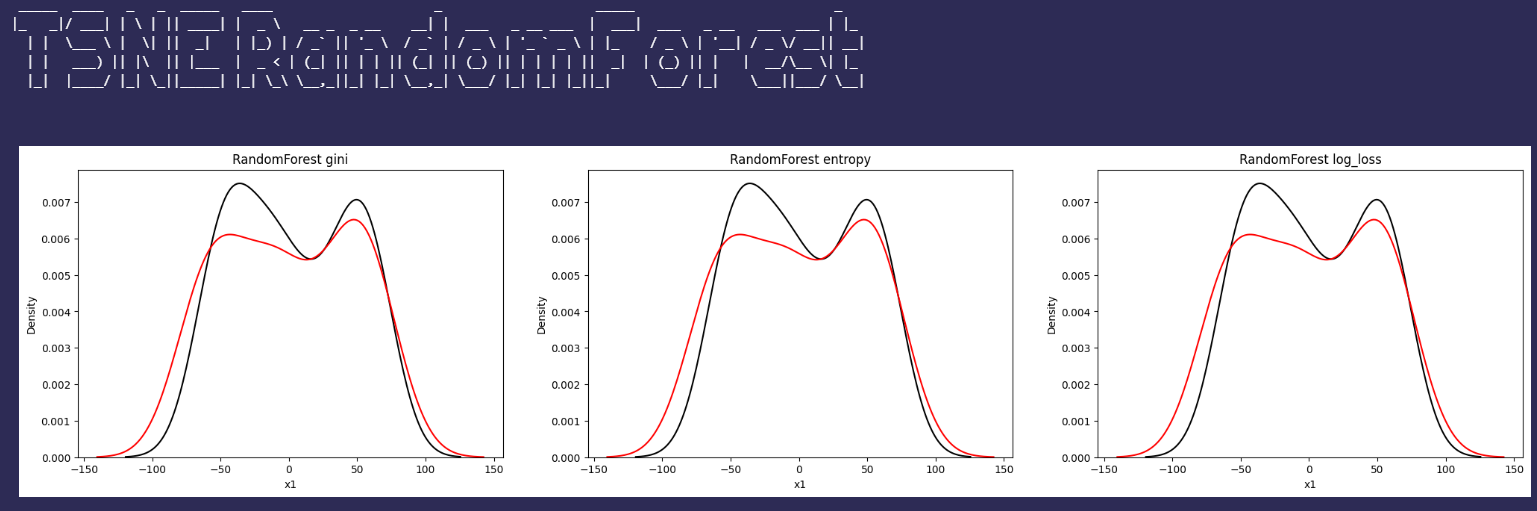 TSNE RandomForest
RandomForest gini
Density
0.007
0.006
0.005
0.004
0.003
0.002
0.001
0.000
−150 −100 −50 0 50 100 150
x1
RandomForest entropy
Density
0.007
0.006
0.005
0.004
0.003
0.002
0.001
0.000
−150 −100 −50 0 50 100 150
x1
RandomForest log_loss
Density
0.007
0.006
0.005
0.004
0.003
0.002
0.001
0.000
−150 −100 −50 0 50 100 150
x1